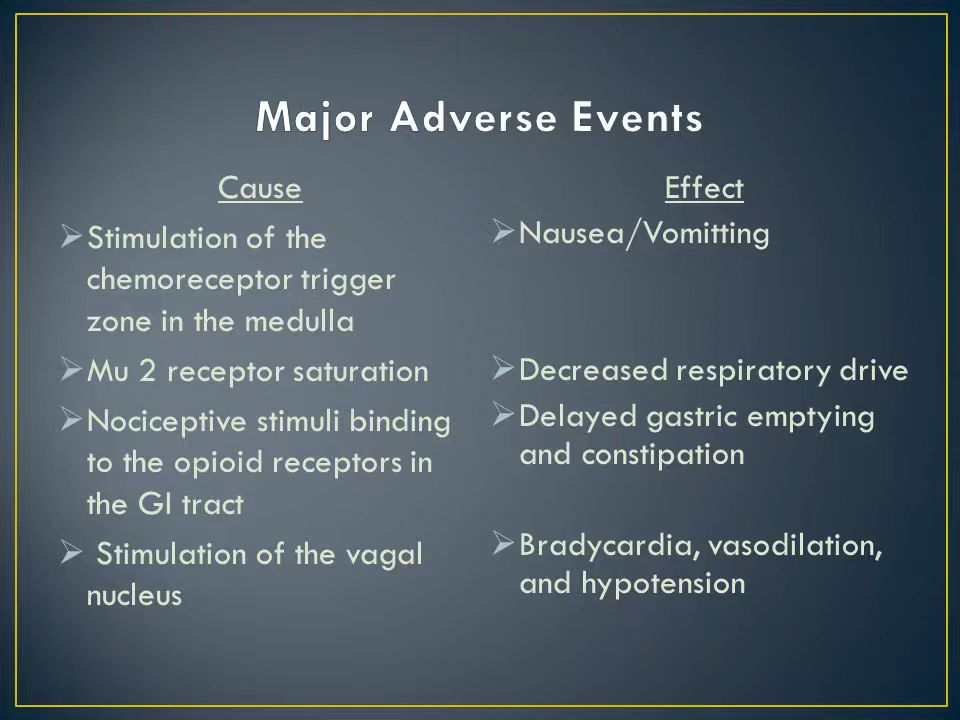 Major Adverse Events
Cause
Stimulation of the
chemoreceptor trigger
zone in the medulla
Mu 2 receptor saturation
Nociceptive stimuli binding
to the opioid receptors in
the GI tract
Stimulation of the vagal
nucleus
Effect
Nausea/Vomitting
Decreased respiratory drive
Delayed gastric emptying
and constipation
Bradycardia, vasodilation,
and hypotension